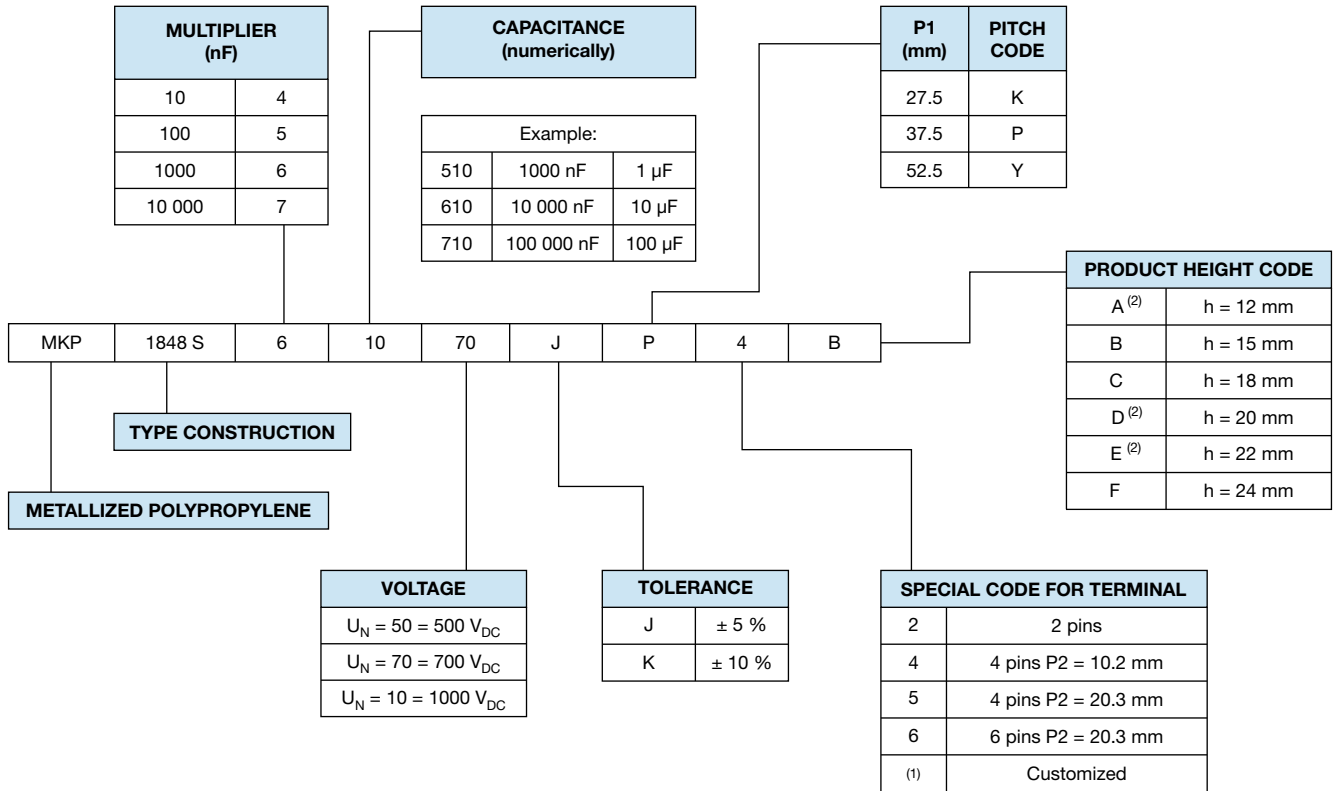 MULTIPLIER
(nF)
10 4
100 5
1000 6
10 000 7
CAPACITANCE
(numerically)
Example:
510 1000 nF 1 µF
610 10 000 nF 10 µF
710 100 000 nF 100 µF
P1
(mm)
PITCH
CODE
27.5 K
37.5 P
52.5 Y
PRODUCT HEIGHT CODE
A (2) h = 12 mm
B h = 15 mm
C h = 18 mm
D (2) h = 20 mm
E (2) h = 22 mm
F h = 24 mm
MKP 1848 S 6 10 70 J P 4 B
TYPE CONSTRUCTION
METALLIZED POLYPROPYLENE
VOLTAGE
UN = 50 = 500 VDC
UN = 70 = 700 VDC
UN = 10 = 1000 VDC
TOLERANCE
J ± 5 %
K ± 10 %
SPECIAL CODE FOR TERMINAL
2 2 pins
4 4 pins P2 = 10.2 mm
5 4 pins P2 = 20.3 mm
6 6 pins P2 = 20.3 mm
(1) Customized